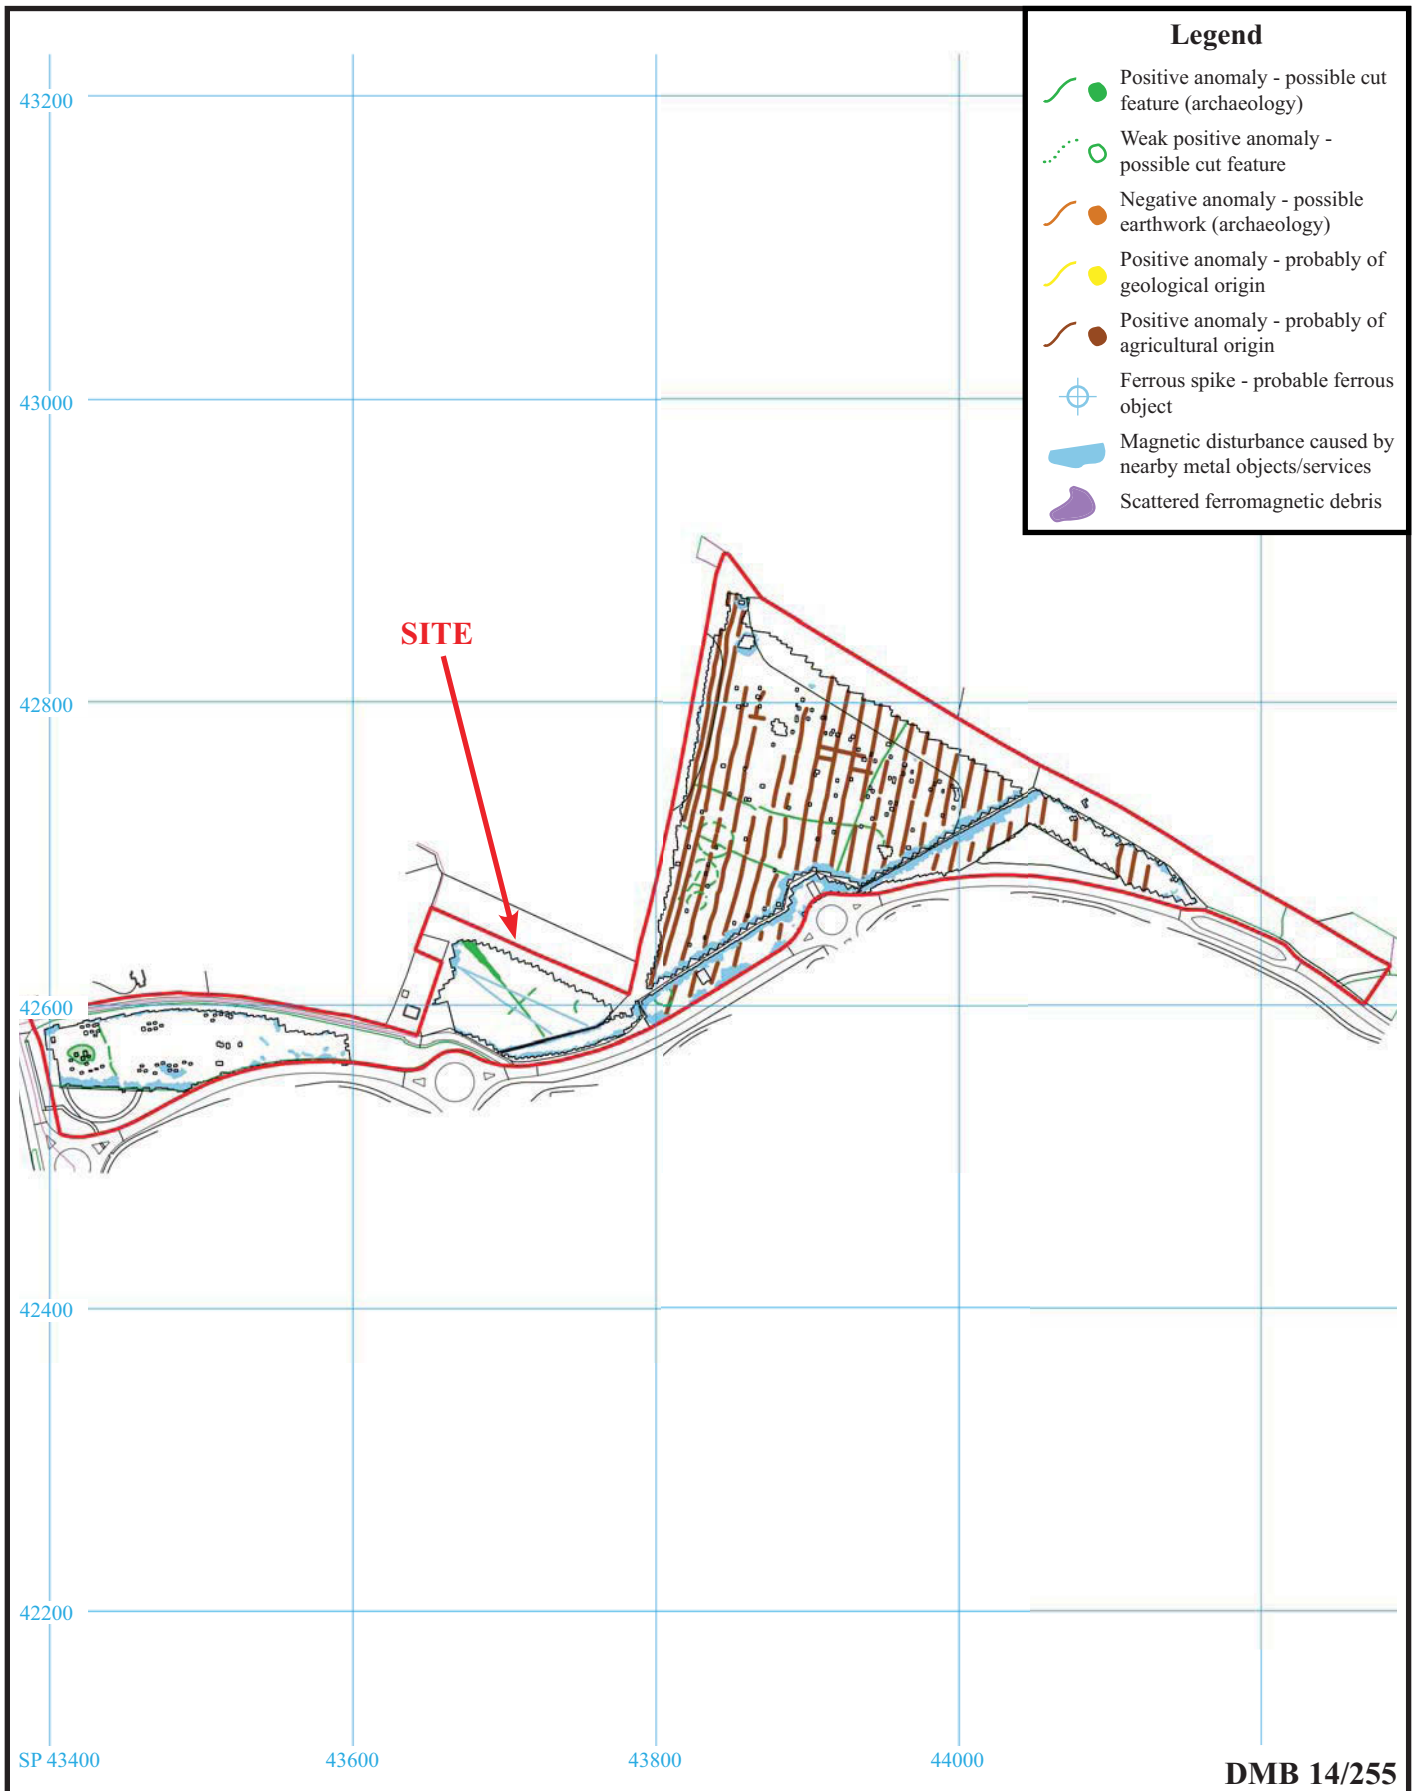 Legend
Positive anomaly - possible cut
feature (archaeology)
Weak positive anomaly -
possible cut feature
Negative anomaly - possible
earthwork (archaeology)
Positive anomaly - probably of
geological origin
Positive anomaly - probably of
agricultural origin
Ferrous spike - probable ferrous
object
Magnetic disturbance caused by
nearby metal objects/services
Scattered ferromagnetic debris
43200
43000
SITE
42800
42600
42400
42200
SP 43400
43600
43800
44000
DMB 14/255